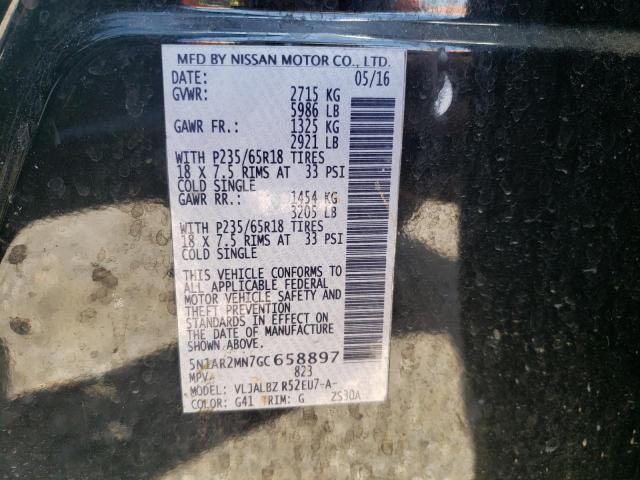 MFD BY NISSAN MOTOR CO., LTD.
DATE: 05/16
GVWR: 2715 KG
5986 LB
GAWR FR.: 1325 KG
2921 LB
WITH P235/65R18 TIRES
18 X 7.5 RIMS AT 33 PSI
COLD SINGLE
GAWR RR.: 1454 KG
3205 LB
WITH P235/65R18 TIRES
18 X 7.5 RIMS AT 33 PSI
COLD SINGLE
THIS VEHICLE CONFORMS TO
ALL APPLICABLE FEDERAL
MOTOR VEHICLE SAFETY AND
THEFT PREVENTION
STANDARDS IN EFFECT ON
THE DATE OF MANUFACTURE
SHOWN ABOVE.
5N1AR2MN7GC658897
MPV 823
MODEL: VLJALBZ R52EU7-A-
COLOR: G41 TRIM: G ZS30A